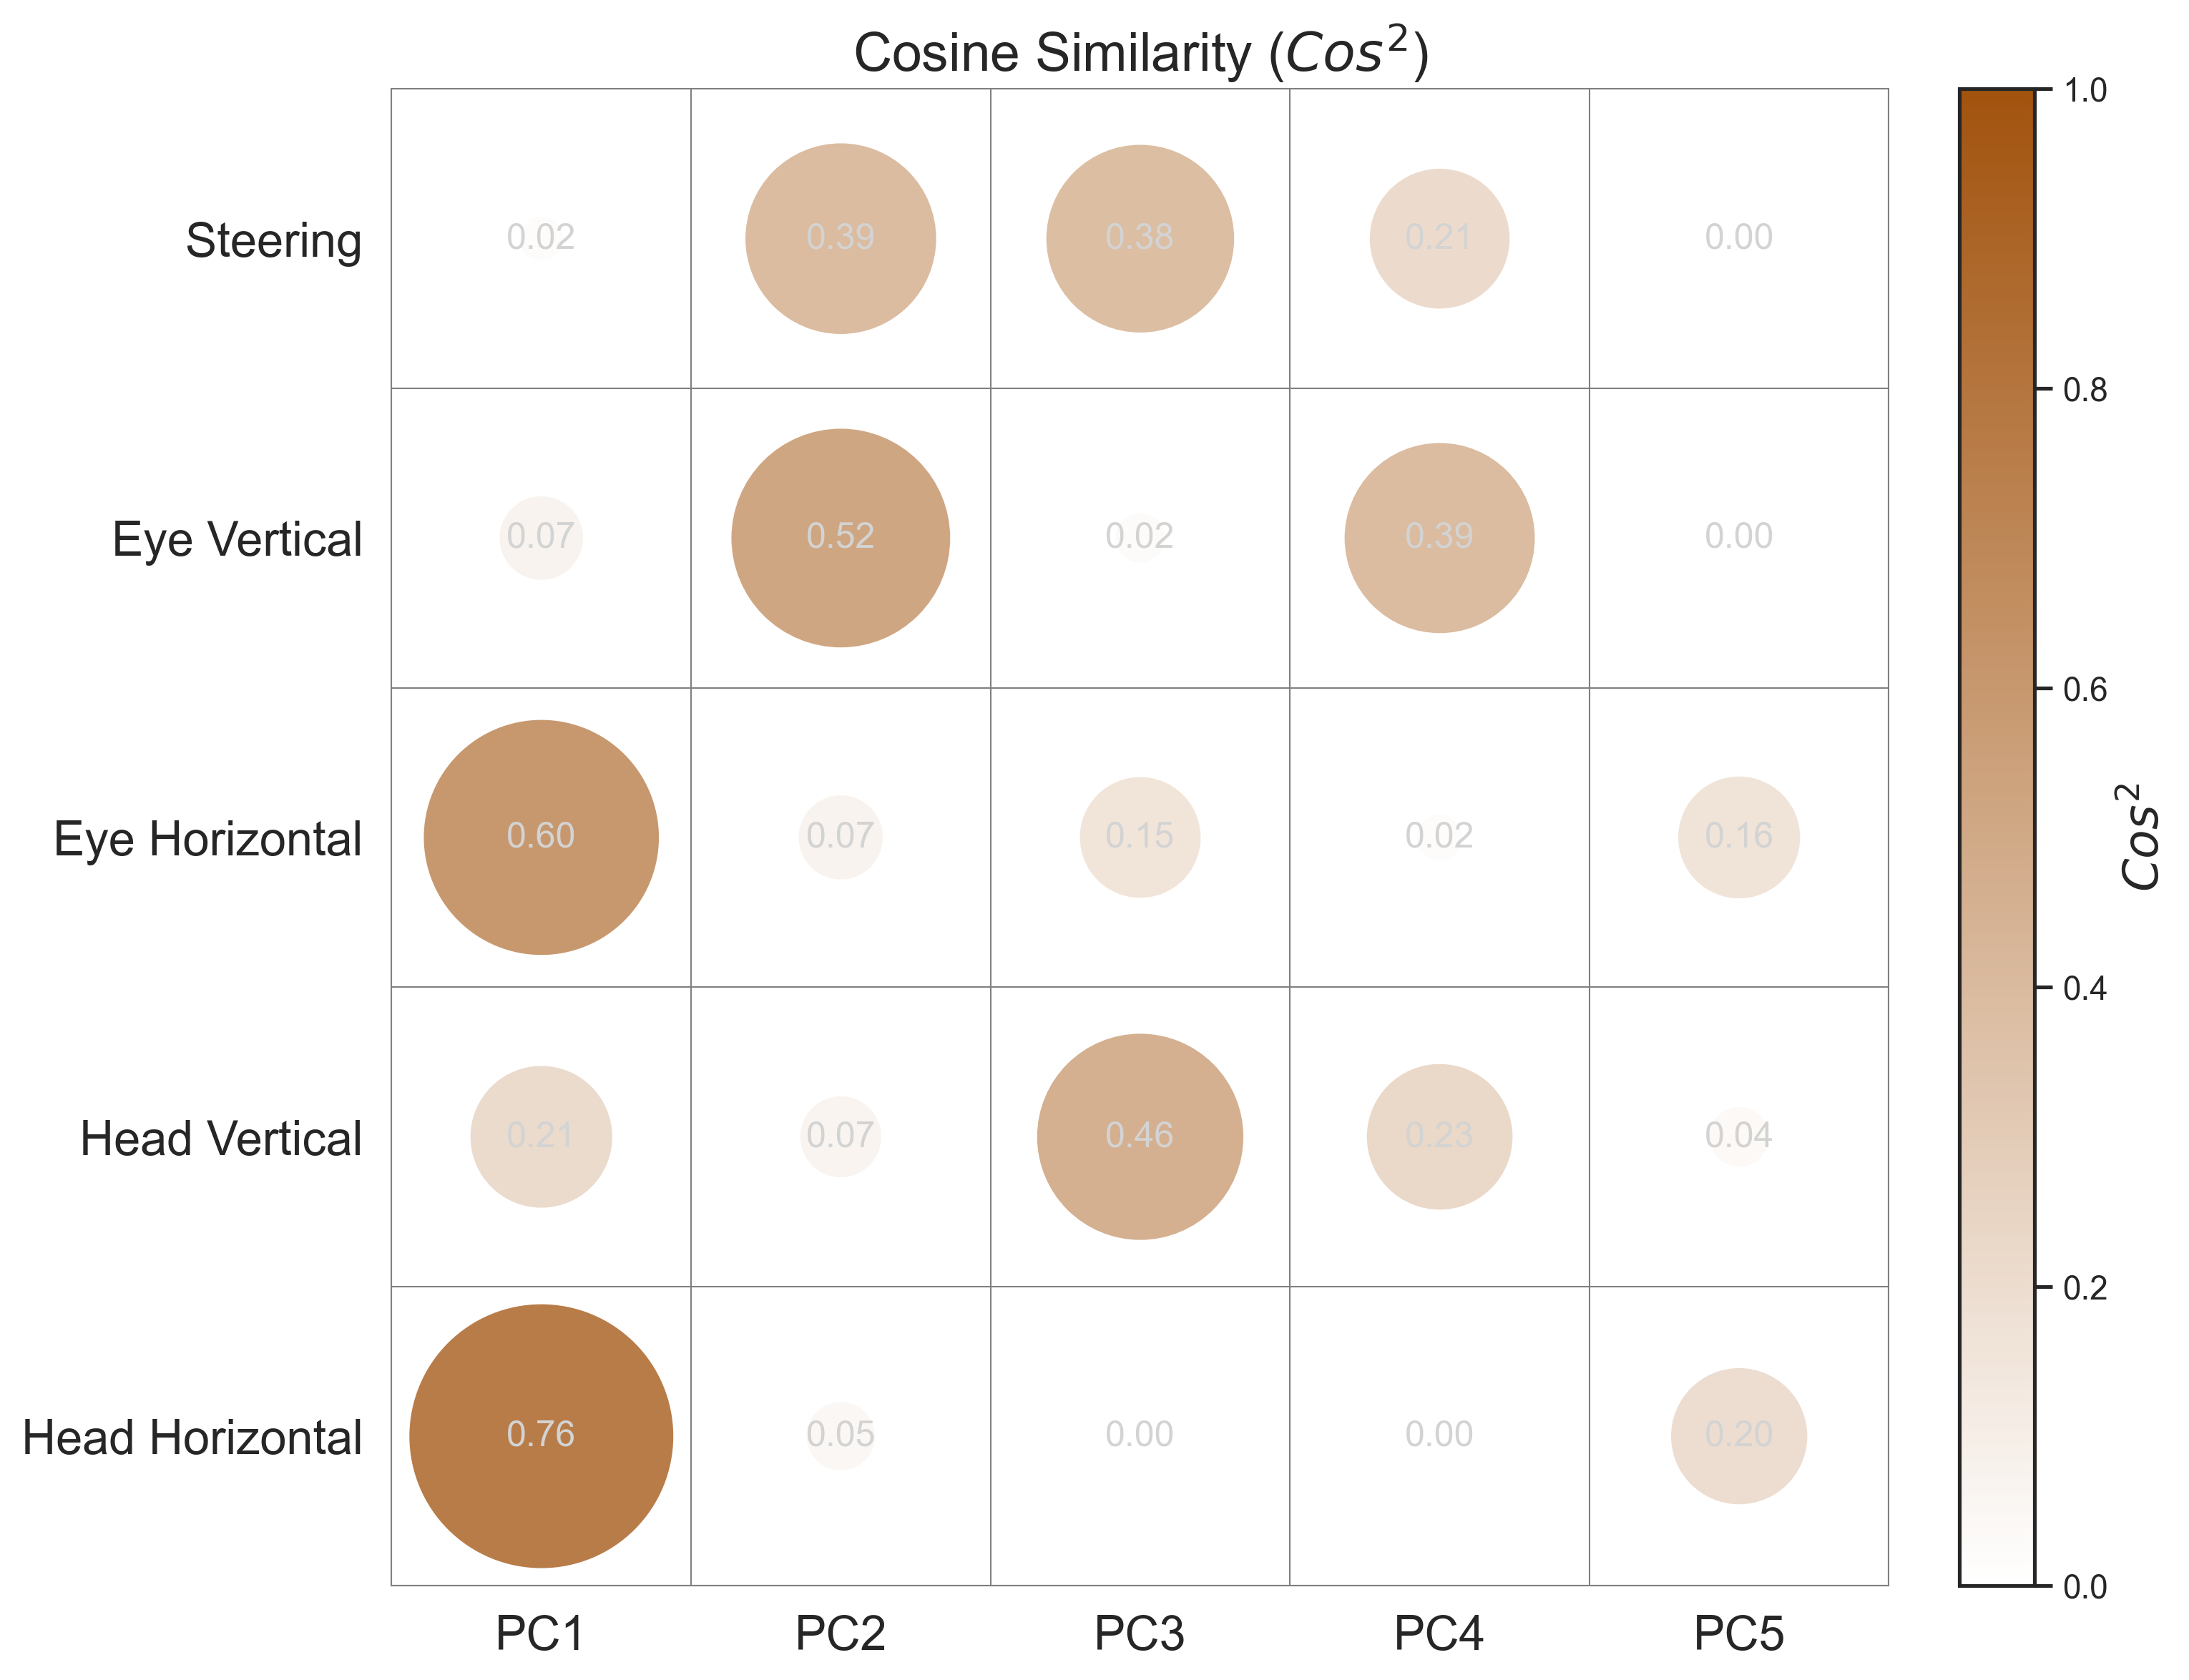 Cosine Similarity (Cos²)
Steering 0.02 0.39 0.38 0.21 0.00
Eye Vertical 0.07 0.52 0.02 0.39 0.00
Eye Horizontal 0.60 0.07 0.15 0.02 0.16
Head Vertical 0.21 0.07 0.46 0.23 0.04
Head Horizontal 0.76 0.05 0.00 0.00 0.20
PC1 PC2 PC3 PC4 PC5
1.0
0.8
0.6
0.4
0.2
0.0
Cos²